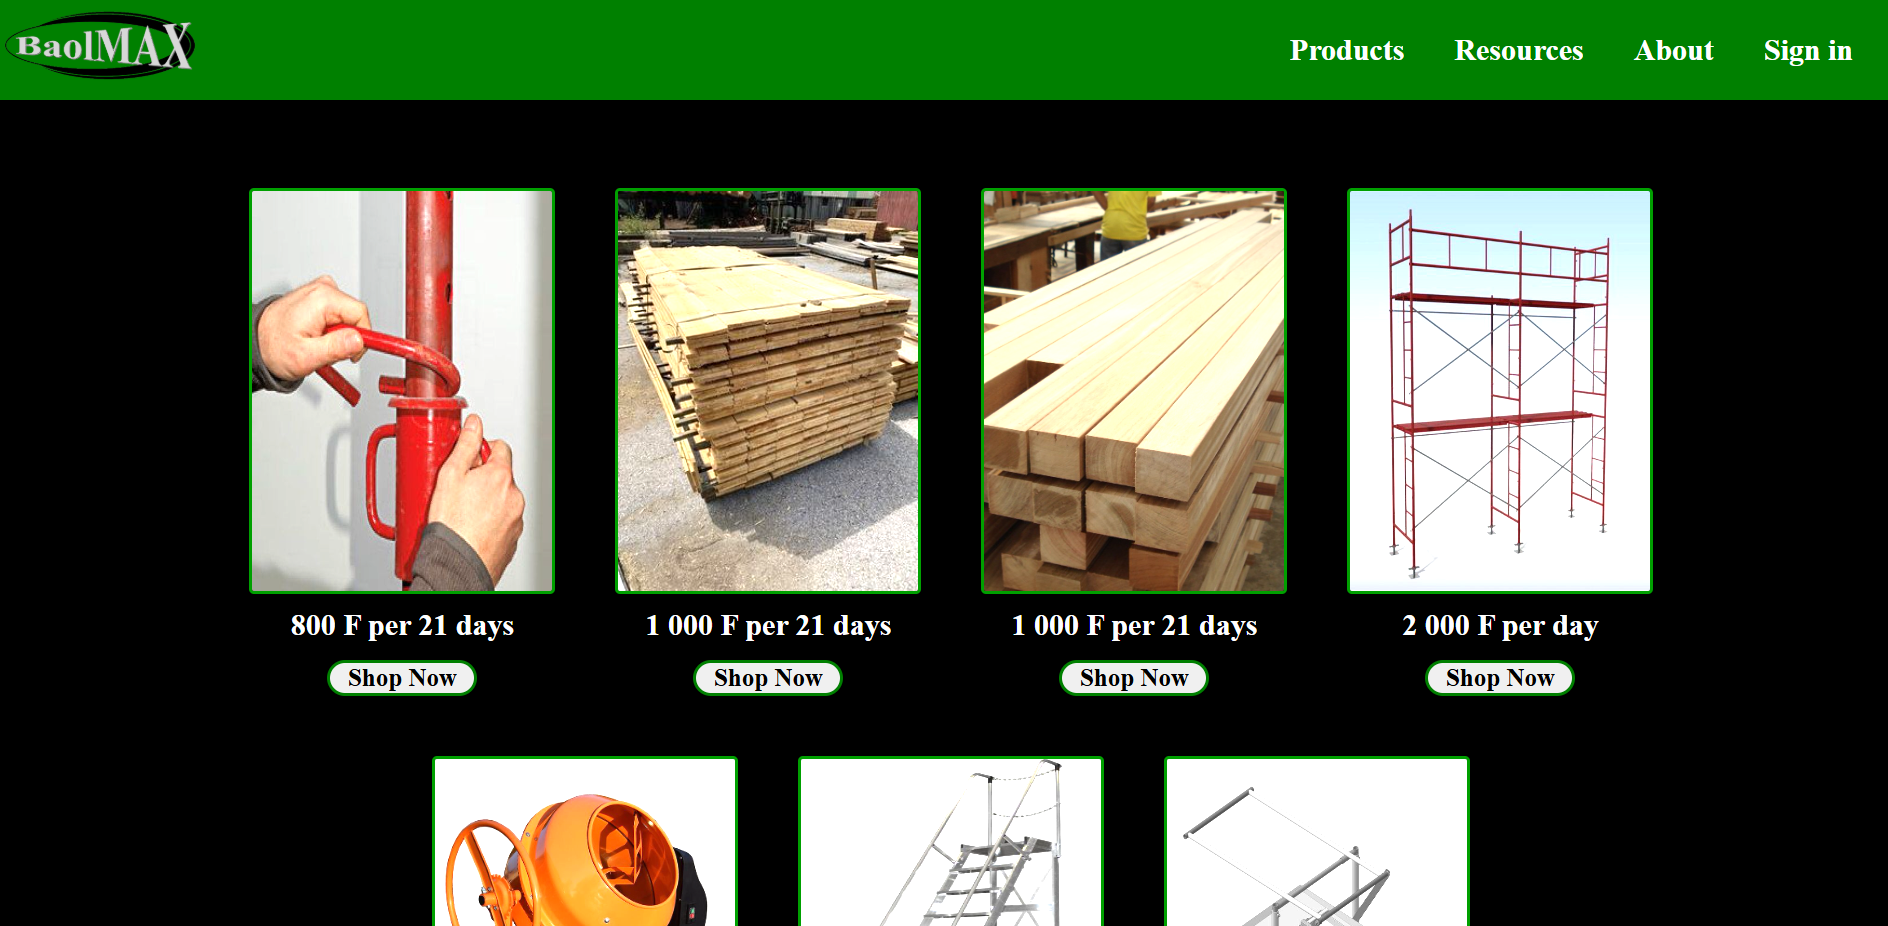 BaolMAX
Products Resources About Sign in
800 F per 21 days
1 000 F per 21 days
1 000 F per 21 days
2 000 F per day
Shop Now
Shop Now
Shop Now
Shop Now